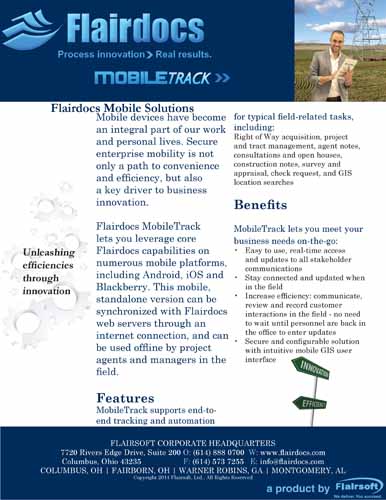 Flairdocs
Process innovation > Real results.
MOBILETRACK >>
Flairdocs Mobile Solutions
Mobile devices have become
an integral part of our work
and personal lives. Secure
enterprise mobility is not
only a path to convenience
and efficiency, but also
a key driver to business
innovation.
Flairdocs MobileTrack
lets you leverage core
Flairdocs capabilities on
numerous mobile platforms,
including Android, iOS and
Blackberry. This mobile,
standalone version can be
synchronized with Flairdocs
web servers through an
internet connection, and can
be used offline by project
agents and managers in the
field.
Unleashing
efficiencies
through
innovation
Features
MobileTrack supports end-to-
end tracking and automation
for typical field-related tasks,
including:
Right of Way acquisition, project
and tract management, agent notes,
consultations and open houses,
construction notes, survey and
appraisal, check request, and GIS
location searches
Benefits
MobileTrack lets you meet your
business needs on-the-go:
• Easy to use, real-time access
and updates to all stakeholder
communications
• Stay connected and updated when
in the field
• Increase efficiency: communicate,
review and record customer
interactions in the field - no need
to wait until personnel are back in
the office to enter updates
• Secure and configurable solution
with intuitive mobile GIS user
interface
INNOVATION
EFFICIENCY
FLAIRSOFT CORPORATE HEADQUARTERS
7720 Rivers Edge Drive, Suite 200 O: (614) 888 0700 W: www.flairdocs.com
Columbus, Ohio 43235 F: (614) 573 7255 E: info@flairdocs.com
COLUMBUS, OH | FAIRBORN, OH | WARNER ROBINS, GA | MONTGOMERY, AL
Copyright 2014 Flairsoft, Ltd. All rights reserved.
a product by Flairsoft
We deliver. You succeed.